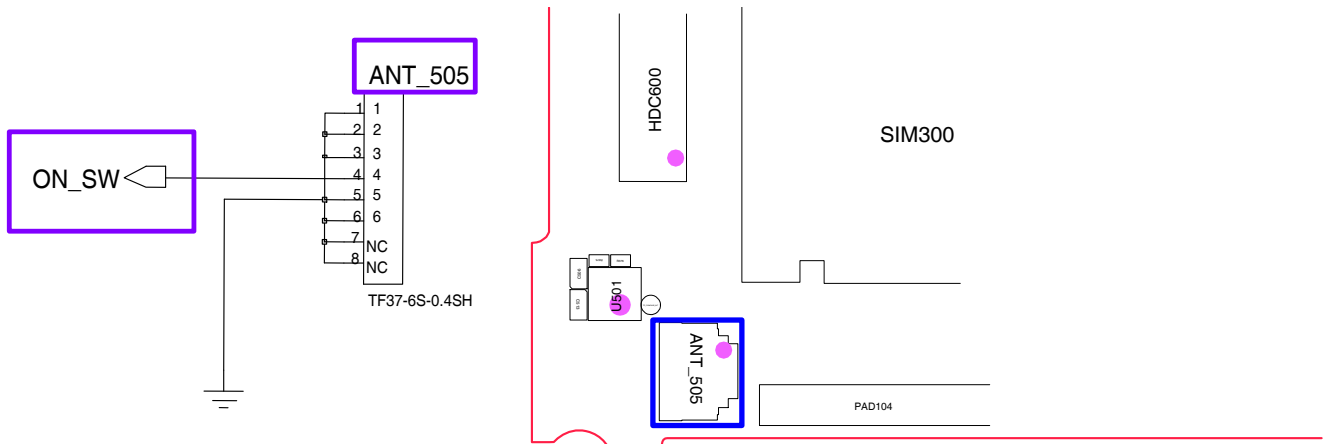 ANT_505
1 1
2 2
3 3
4 4
5 5
6 6
7 NC
8 NC
ON_SW
TF37-6S-0.4SH
HDC600
SIM300
U501
ANT_505
PAD104